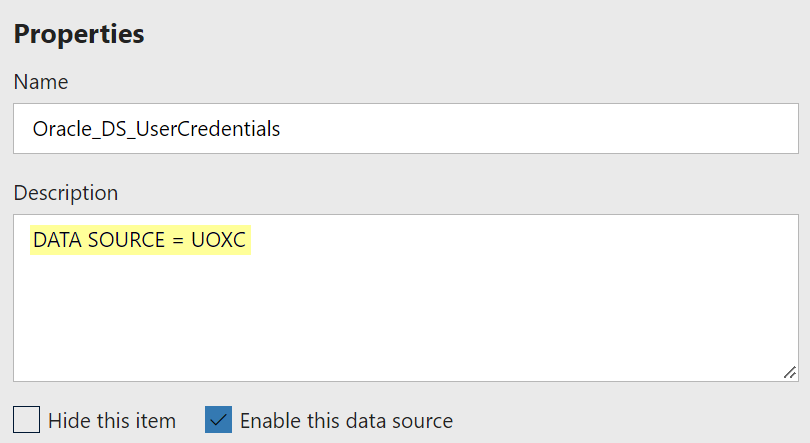 Properties
Name
Oracle_DS_UserCredentials
Description
DATA SOURCE = UOXC
Hide this item
Enable this data source